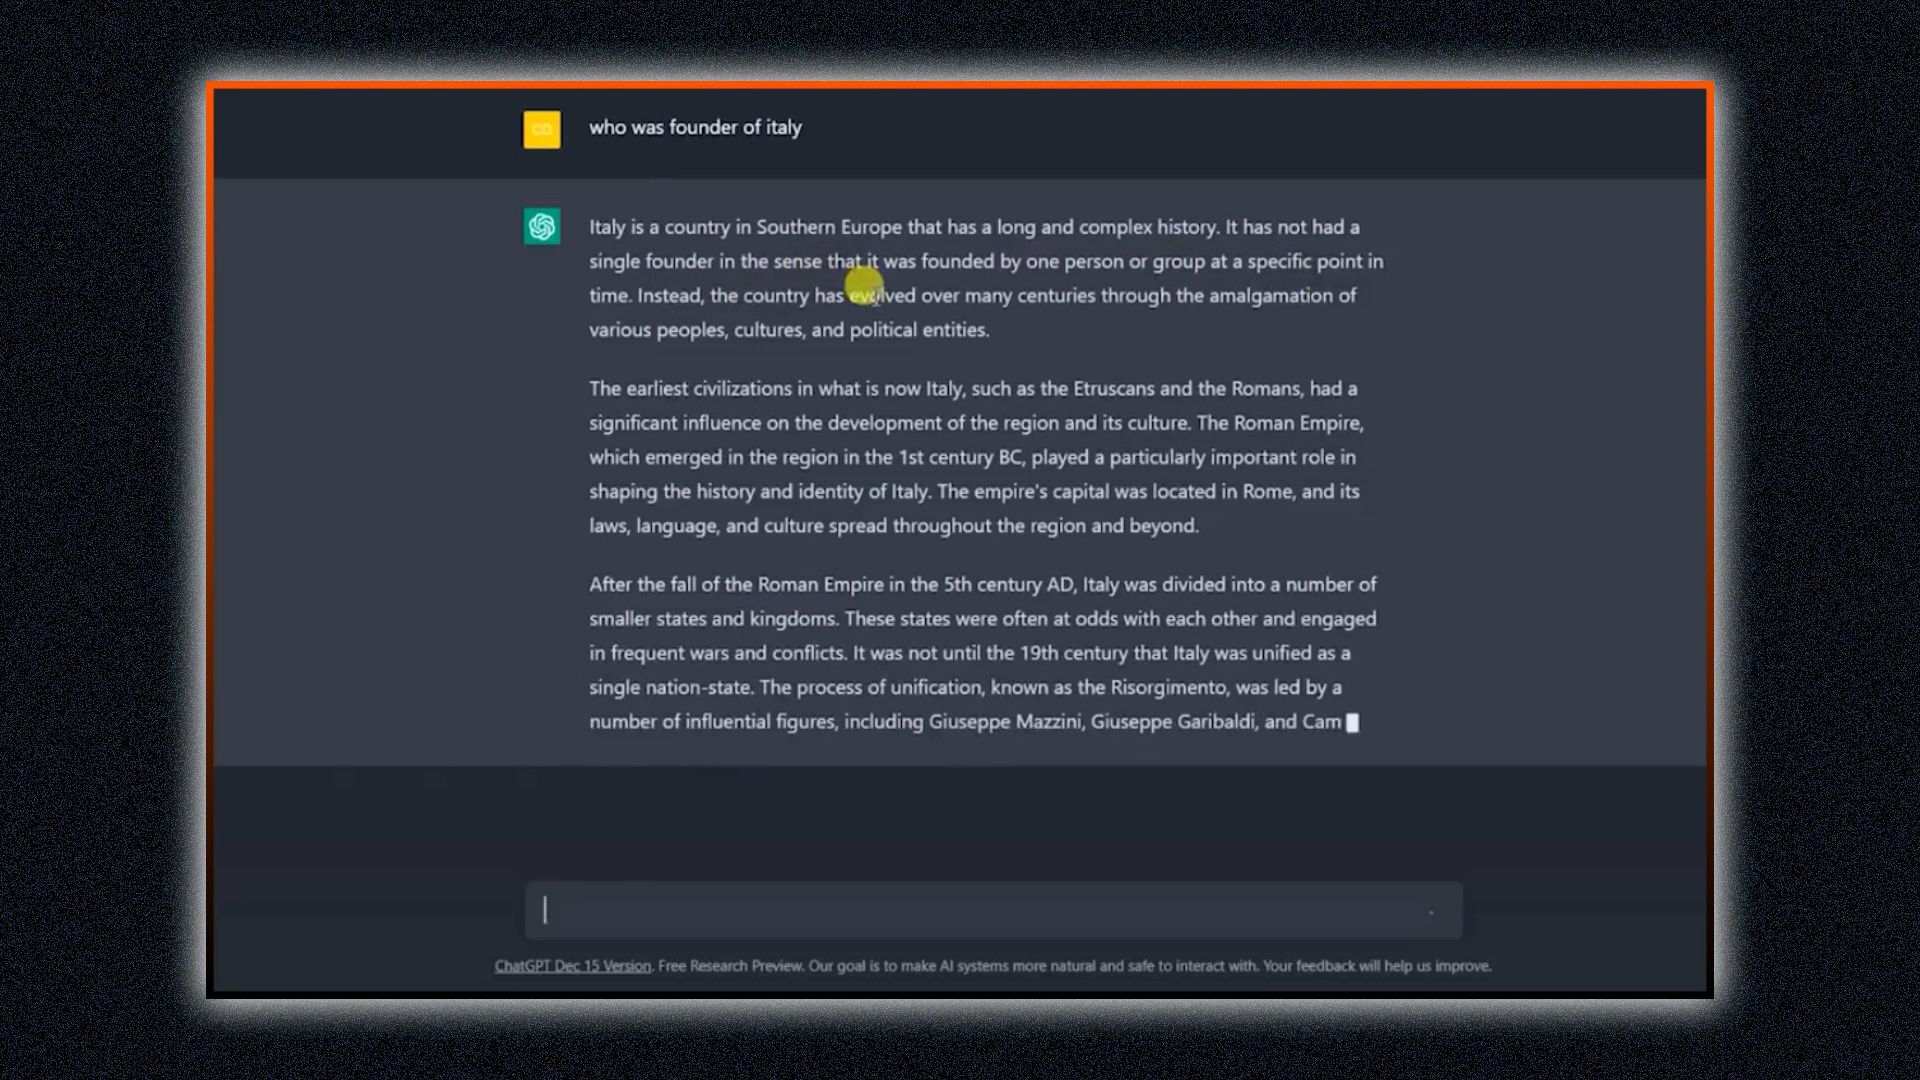 CO
who was founder of italy
Italy is a country in Southern Europe that has a long and complex history. It has not had a
single founder in the sense that it was founded by one person or group at a specific point in
time. Instead, the country has evolved over many centuries through the amalgamation of
various peoples, cultures, and political entities.
The earliest civilizations in what is now Italy, such as the Etruscans and the Romans, had a
significant influence on the development of the region and its culture. The Roman Empire,
which emerged in the region in the 1st century BC, played a particularly important role in
shaping the history and identity of Italy. The empire's capital was located in Rome, and its
laws, language, and culture spread throughout the region and beyond.
After the fall of the Roman Empire in the 5th century AD, Italy was divided into a number of
smaller states and kingdoms. These states were often at odds with each other and engaged
in frequent wars and conflicts. It was not until the 19th century that Italy was unified as a
single nation-state. The process of unification, known as the Risorgimento, was led by a
number of influential figures, including Giuseppe Mazzini, Giuseppe Garibaldi, and Cam
ChatGPT Dec 15 Version. Free Research Preview. Our goal is to make AI systems more natural and safe to interact with. Your feedback will help us improve.